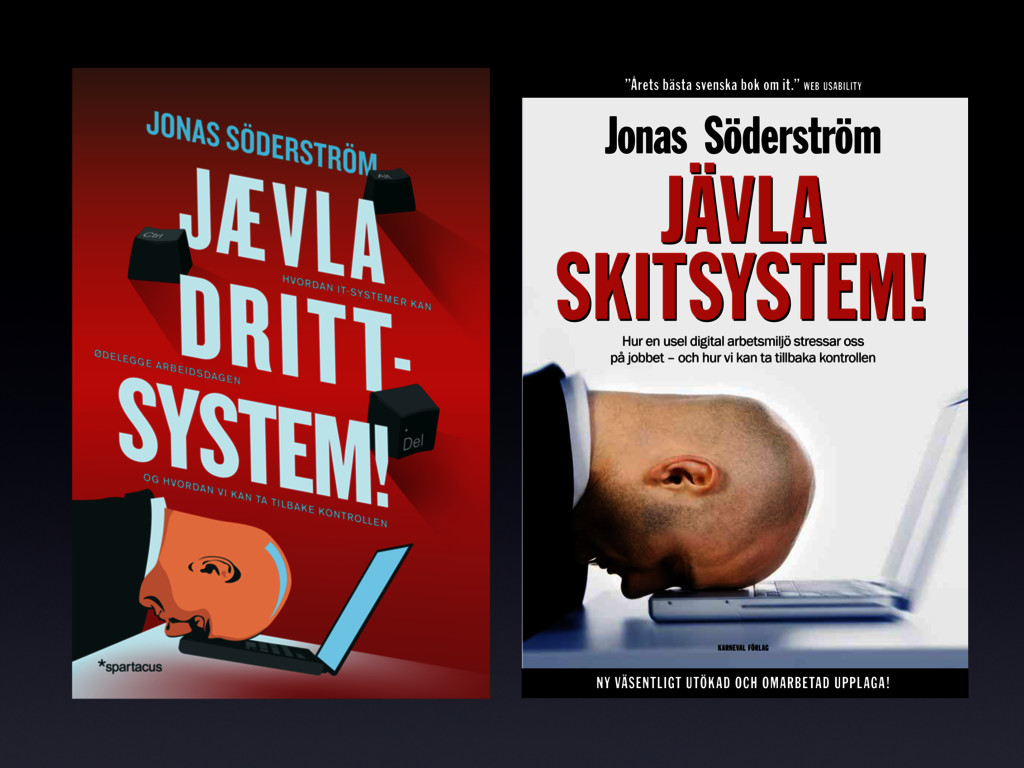 JONAS SÖDERSTRÖM
Alt
JÆVLA
Ctrl
HVORDAN IT-SYSTEMER KAN
DRITT-
ØDELEGGE ARBEIDSDAGEN
SYSTEM!
Del
OG HVORDAN VI KAN TA TILBAKE KONTROLLEN
*spartacus
"Årets bästa svenska bok om it." WEB USABILITY
Jonas Söderström
JÄVLA
SKITSYSTEM!
Hur en usel digital arbetsmiljö stressar oss
på jobbet – och hur vi kan ta tillbaka kontrollen
KARNEVAL FÖRLAG
NY VÄSENTLIGT UTÖKAD OCH OMARBETAD UPPLAGA!